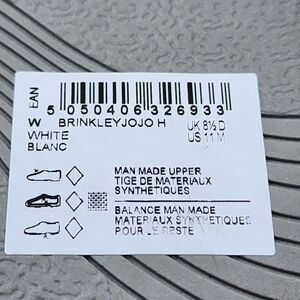 EAN
5 050406 326933
W BRINKLEYJOJO H UK 8½ D
WHITE US 11 M
BLANC
MAN MADE UPPER
TIGE DE MATERIAUX
SYNTHETIQUES
BALANCE MAN MADE
MATERIAUX SYNTHETIQUES
POUR LE RESTE